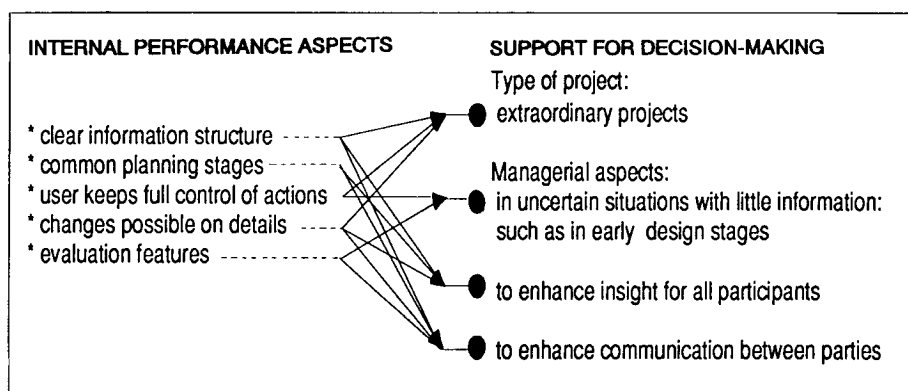 INTERNAL PERFORMANCE ASPECTS
* clear information structure
* common planning stages
* user keeps full control of actions
* changes possible on details
* evaluation features
SUPPORT FOR DECISION-MAKING
Type of project:
extraordinary projects
Managerial aspects:
in uncertain situations with little information:
such as in early design stages
to enhance insight for all participants
to enhance communication between parties